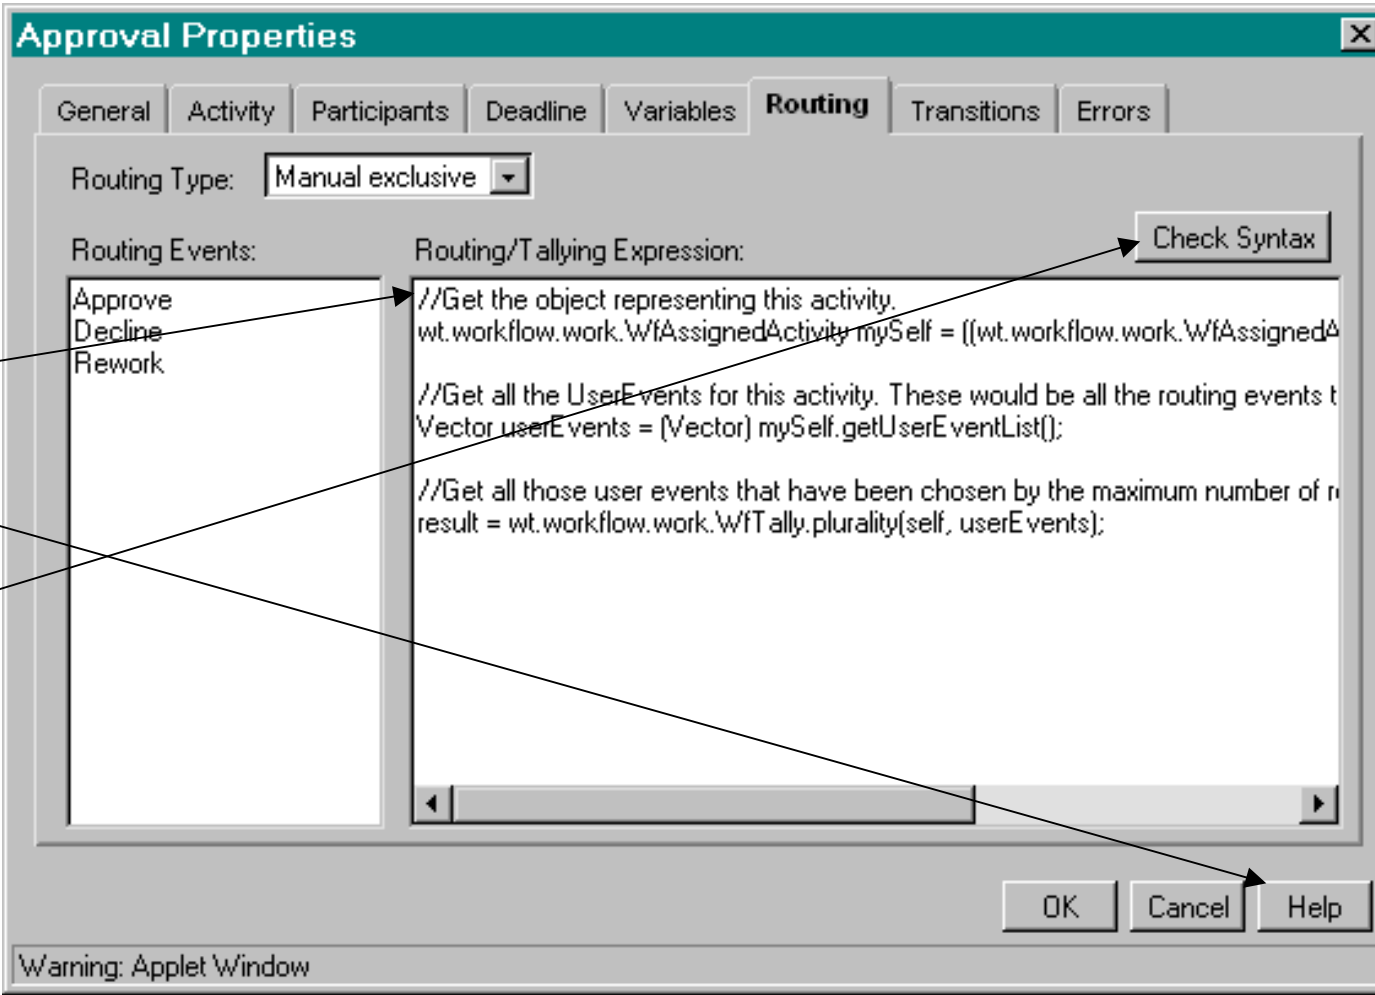 Approval Properties
General Activity Participants Deadline Variables Routing Transitions Errors
Routing Type: Manual exclusive
Check Syntax
Routing Events: Routing/Tallying Expression:
Approve
Decline
Rework
//Get the object representing this activity.
wt.workflow.work.WfAssignedActivity mySelf = ((wt.workflow.work.WfAssignedA
//Get all the UserEvents for this activity. These would be all the routing events t
Vector userEvents = (Vector) mySelf.getUserEventList();
//Get all those user events that have been chosen by the maximum number of
result = wt.workflow.work.WfTally.plurality(self, userEvents);
OK Cancel Help
Warning: Applet Window